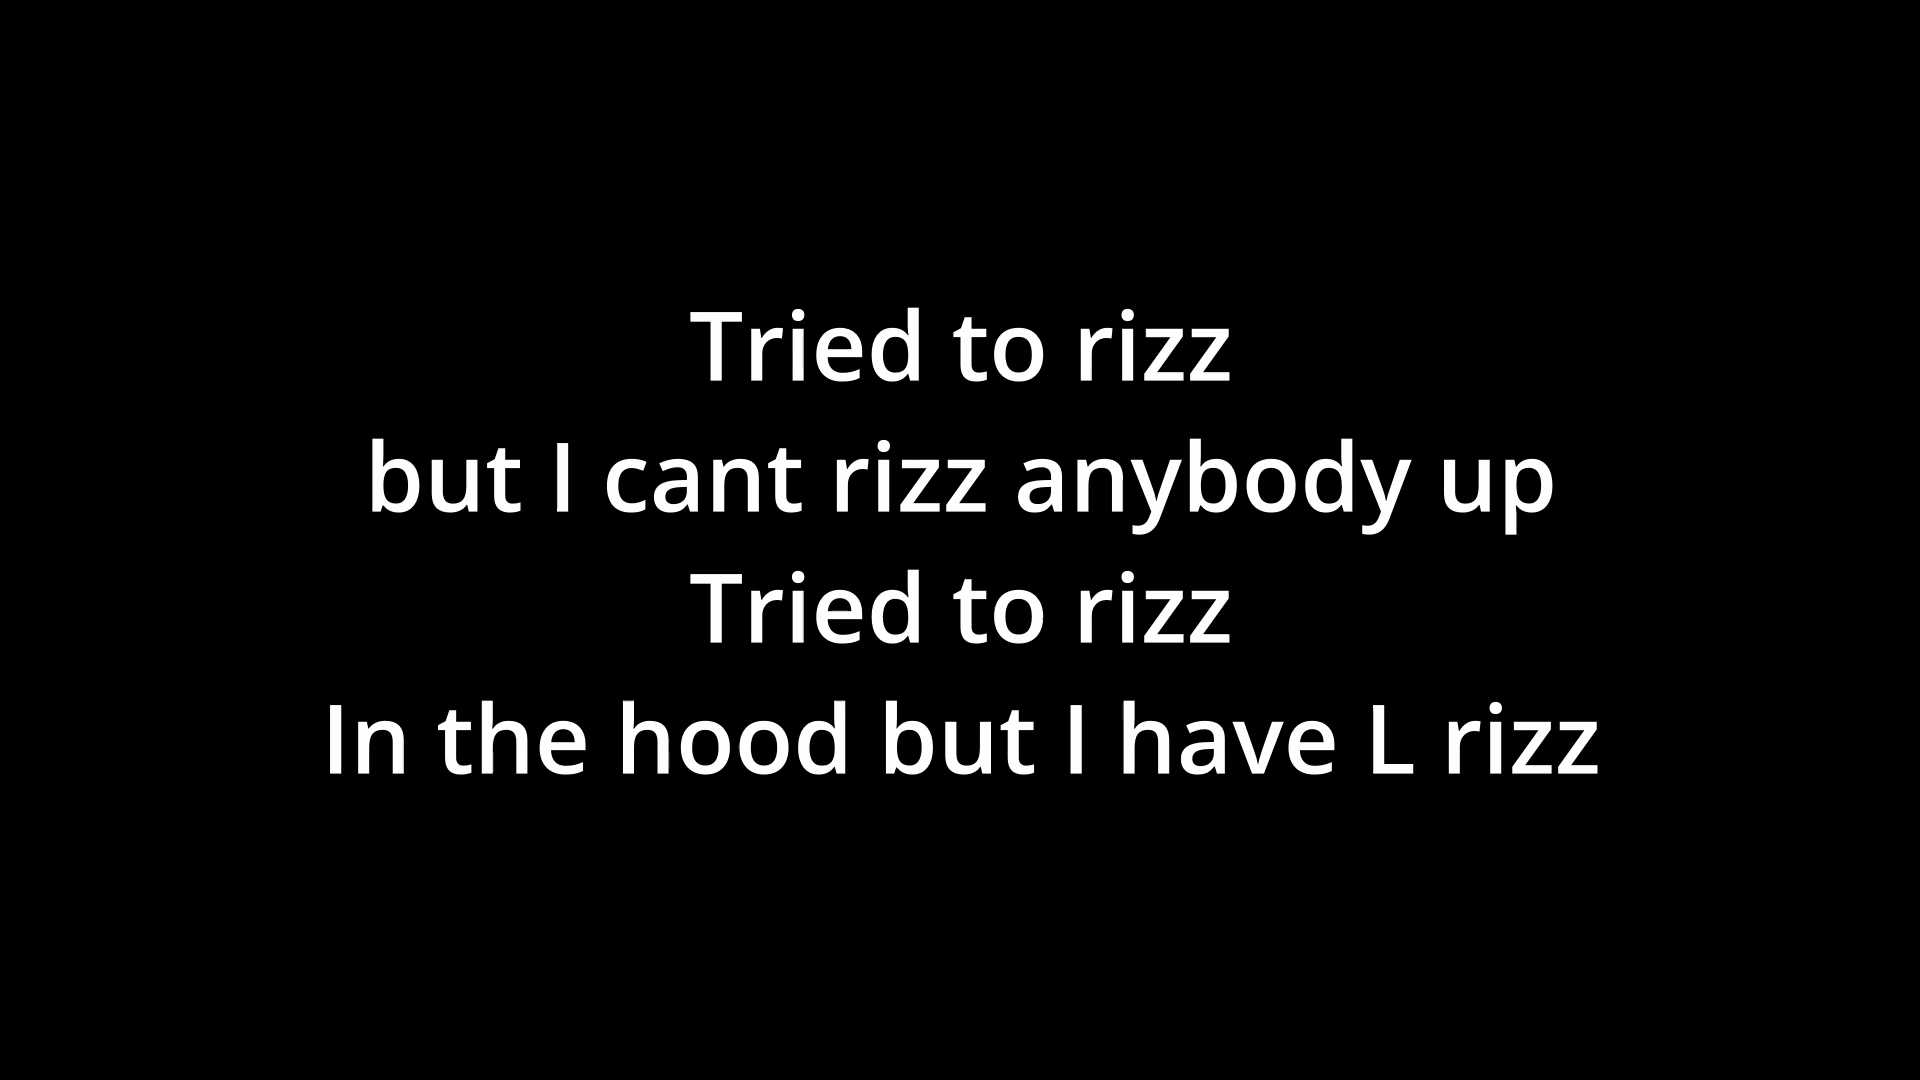 Tried to rizz
but I cant rizz anybody up
Tried to rizz
In the hood but I have L rizz